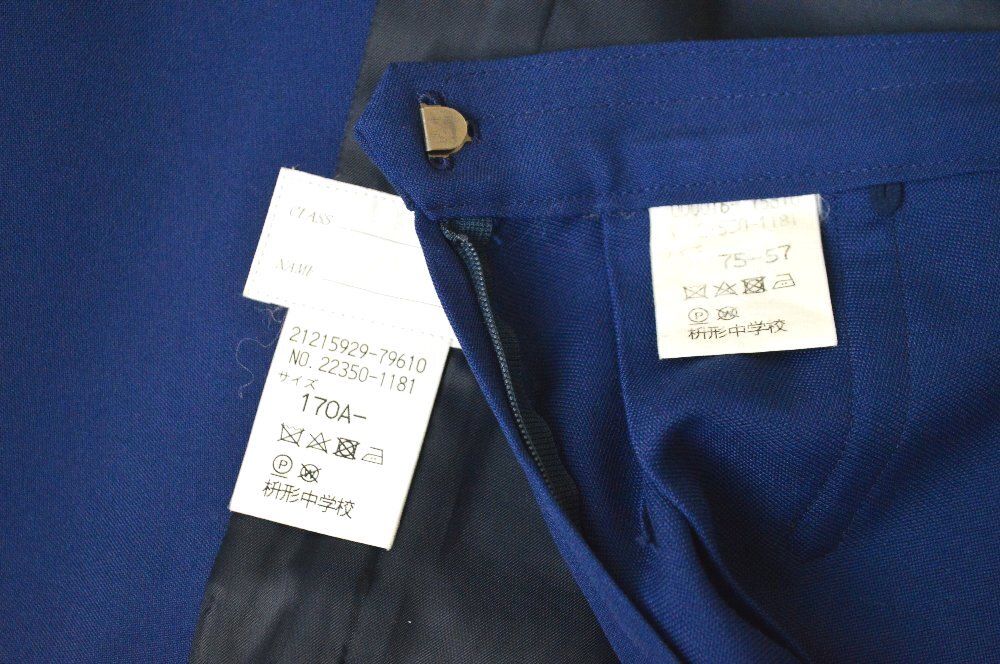 CLASS
NAME
21215929-79610
NO.22350-1181
サイズ
170A-
枡形中学校
75-57
枡形中学校